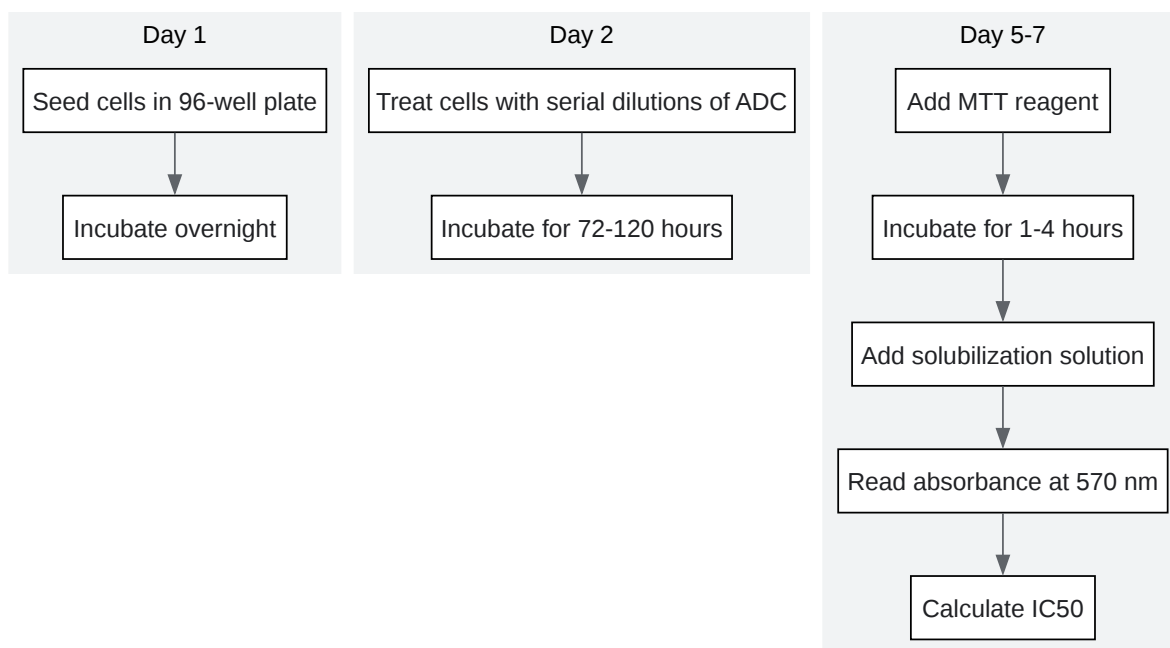 Day 1
Seed cells in 96-well plate
Incubate overnight
Day 2
Treat cells with serial dilutions of ADC
Incubate for 72-120 hours
Day 5-7
Add MTT reagent
Incubate for 1-4 hours
Add solubilization solution
Read absorbance at 570 nm
Calculate IC50